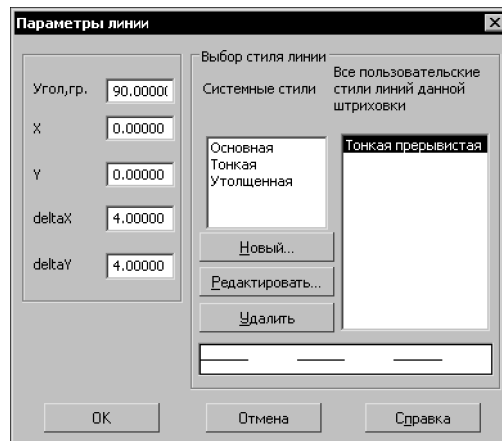 Параметры линии
Угол,гр. 90.0000(
X 0.00000
Y 0.00000
deltaX 4.00000
deltaY 4.00000
Выбор стиля линии
Системные стили
Основная
Тонкая
Утолщенная
Новый...
Редактировать...
Удалить
Все пользовательские
стили линий данной
штриховки
Тонкая прерывистая
OK
Отмена
Справка